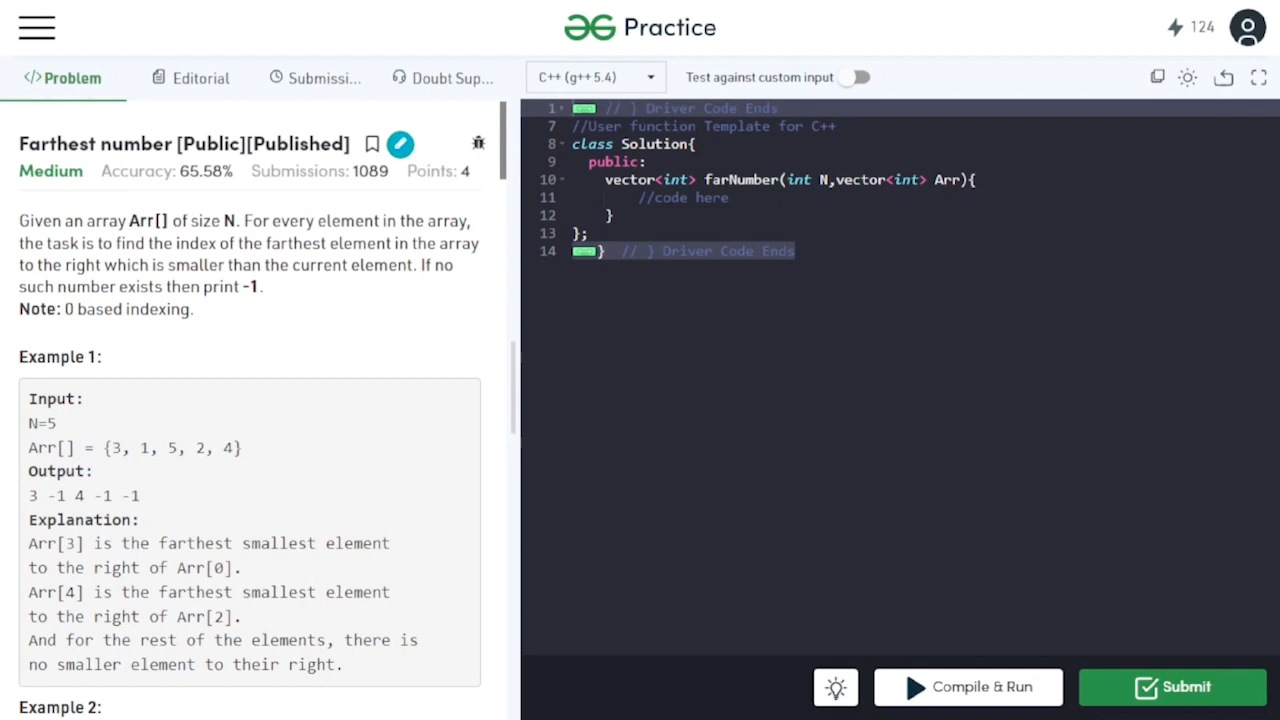 Practice
124
</>Problem
Editorial
Submissi...
Doubt Sup...
C++ (g++ 5.4)
Test against custom input
Farthest number [Public][Published]
Medium Accuracy: 65.58% Submissions: 1089 Points: 4
Given an array Arr[] of size N. For every element in the array,
the task is to find the index of the farthest element in the array
to the right which is smaller than the current element. If no
such number exists then print -1.
Note: 0 based indexing.
Example 1:
Input:
N=5
Arr[] = {3, 1, 5, 2, 4}
Output:
3 -1 4 -1 -1
Explanation:
Arr[3] is the farthest smallest element
to the right of Arr[0].
Arr[4] is the farthest smallest element
to the right of Arr[2].
And for the rest of the elements, there is
no smaller element to their right.
Example 2:
1 // } Driver Code Ends
7 //User function Template for C++
8 class Solution{
9 public:
10 vector<int> farNumber(int N,vector<int> Arr){
11 //code here
12 }
13 };
14 } // } Driver Code Ends
Compile & Run
Submit